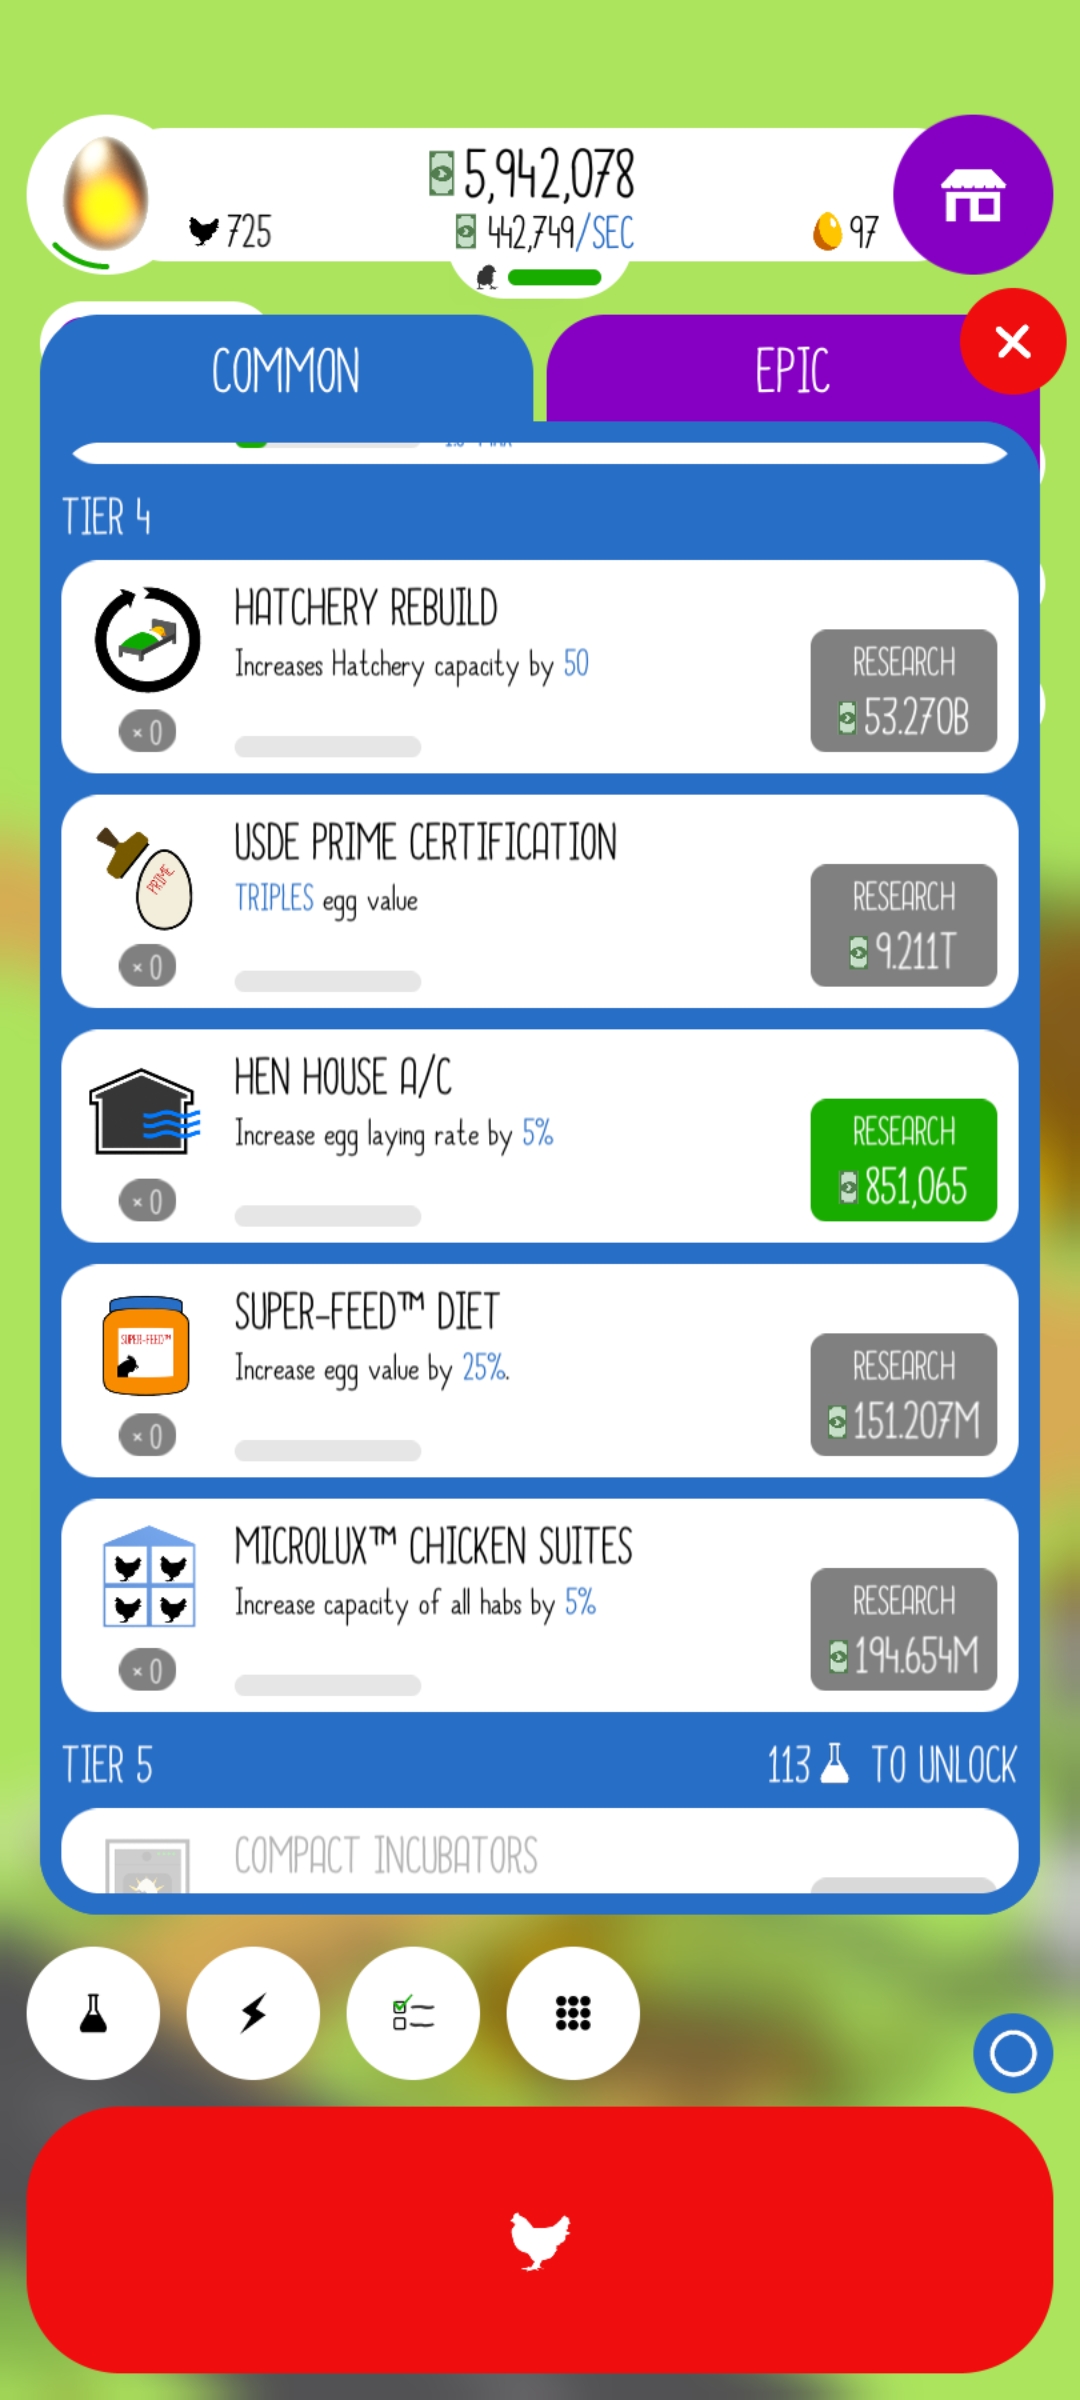 5,942,078
725
442,749/SEC
97
COMMON
EPIC
TIER 4
HATCHERY REBUILD
Increases Hatchery capacity by 50
× 0
RESEARCH
53.270B
PRIME
USDE PRIME CERTIFICATION
TRIPLES egg value
× 0
RESEARCH
9.211T
HEN HOUSE A/C
Increase egg laying rate by 5%
× 0
RESEARCH
851,065
SUPER-FEED™
SUPER-FEED™ DIET
Increase egg value by 25%.
× 0
RESEARCH
151.207M
MICROLUX™ CHICKEN SUITES
Increase capacity of all habs by 5%
× 0
RESEARCH
194.654M
TIER 5
113 TO UNLOCK
COMPACT INCUBATORS